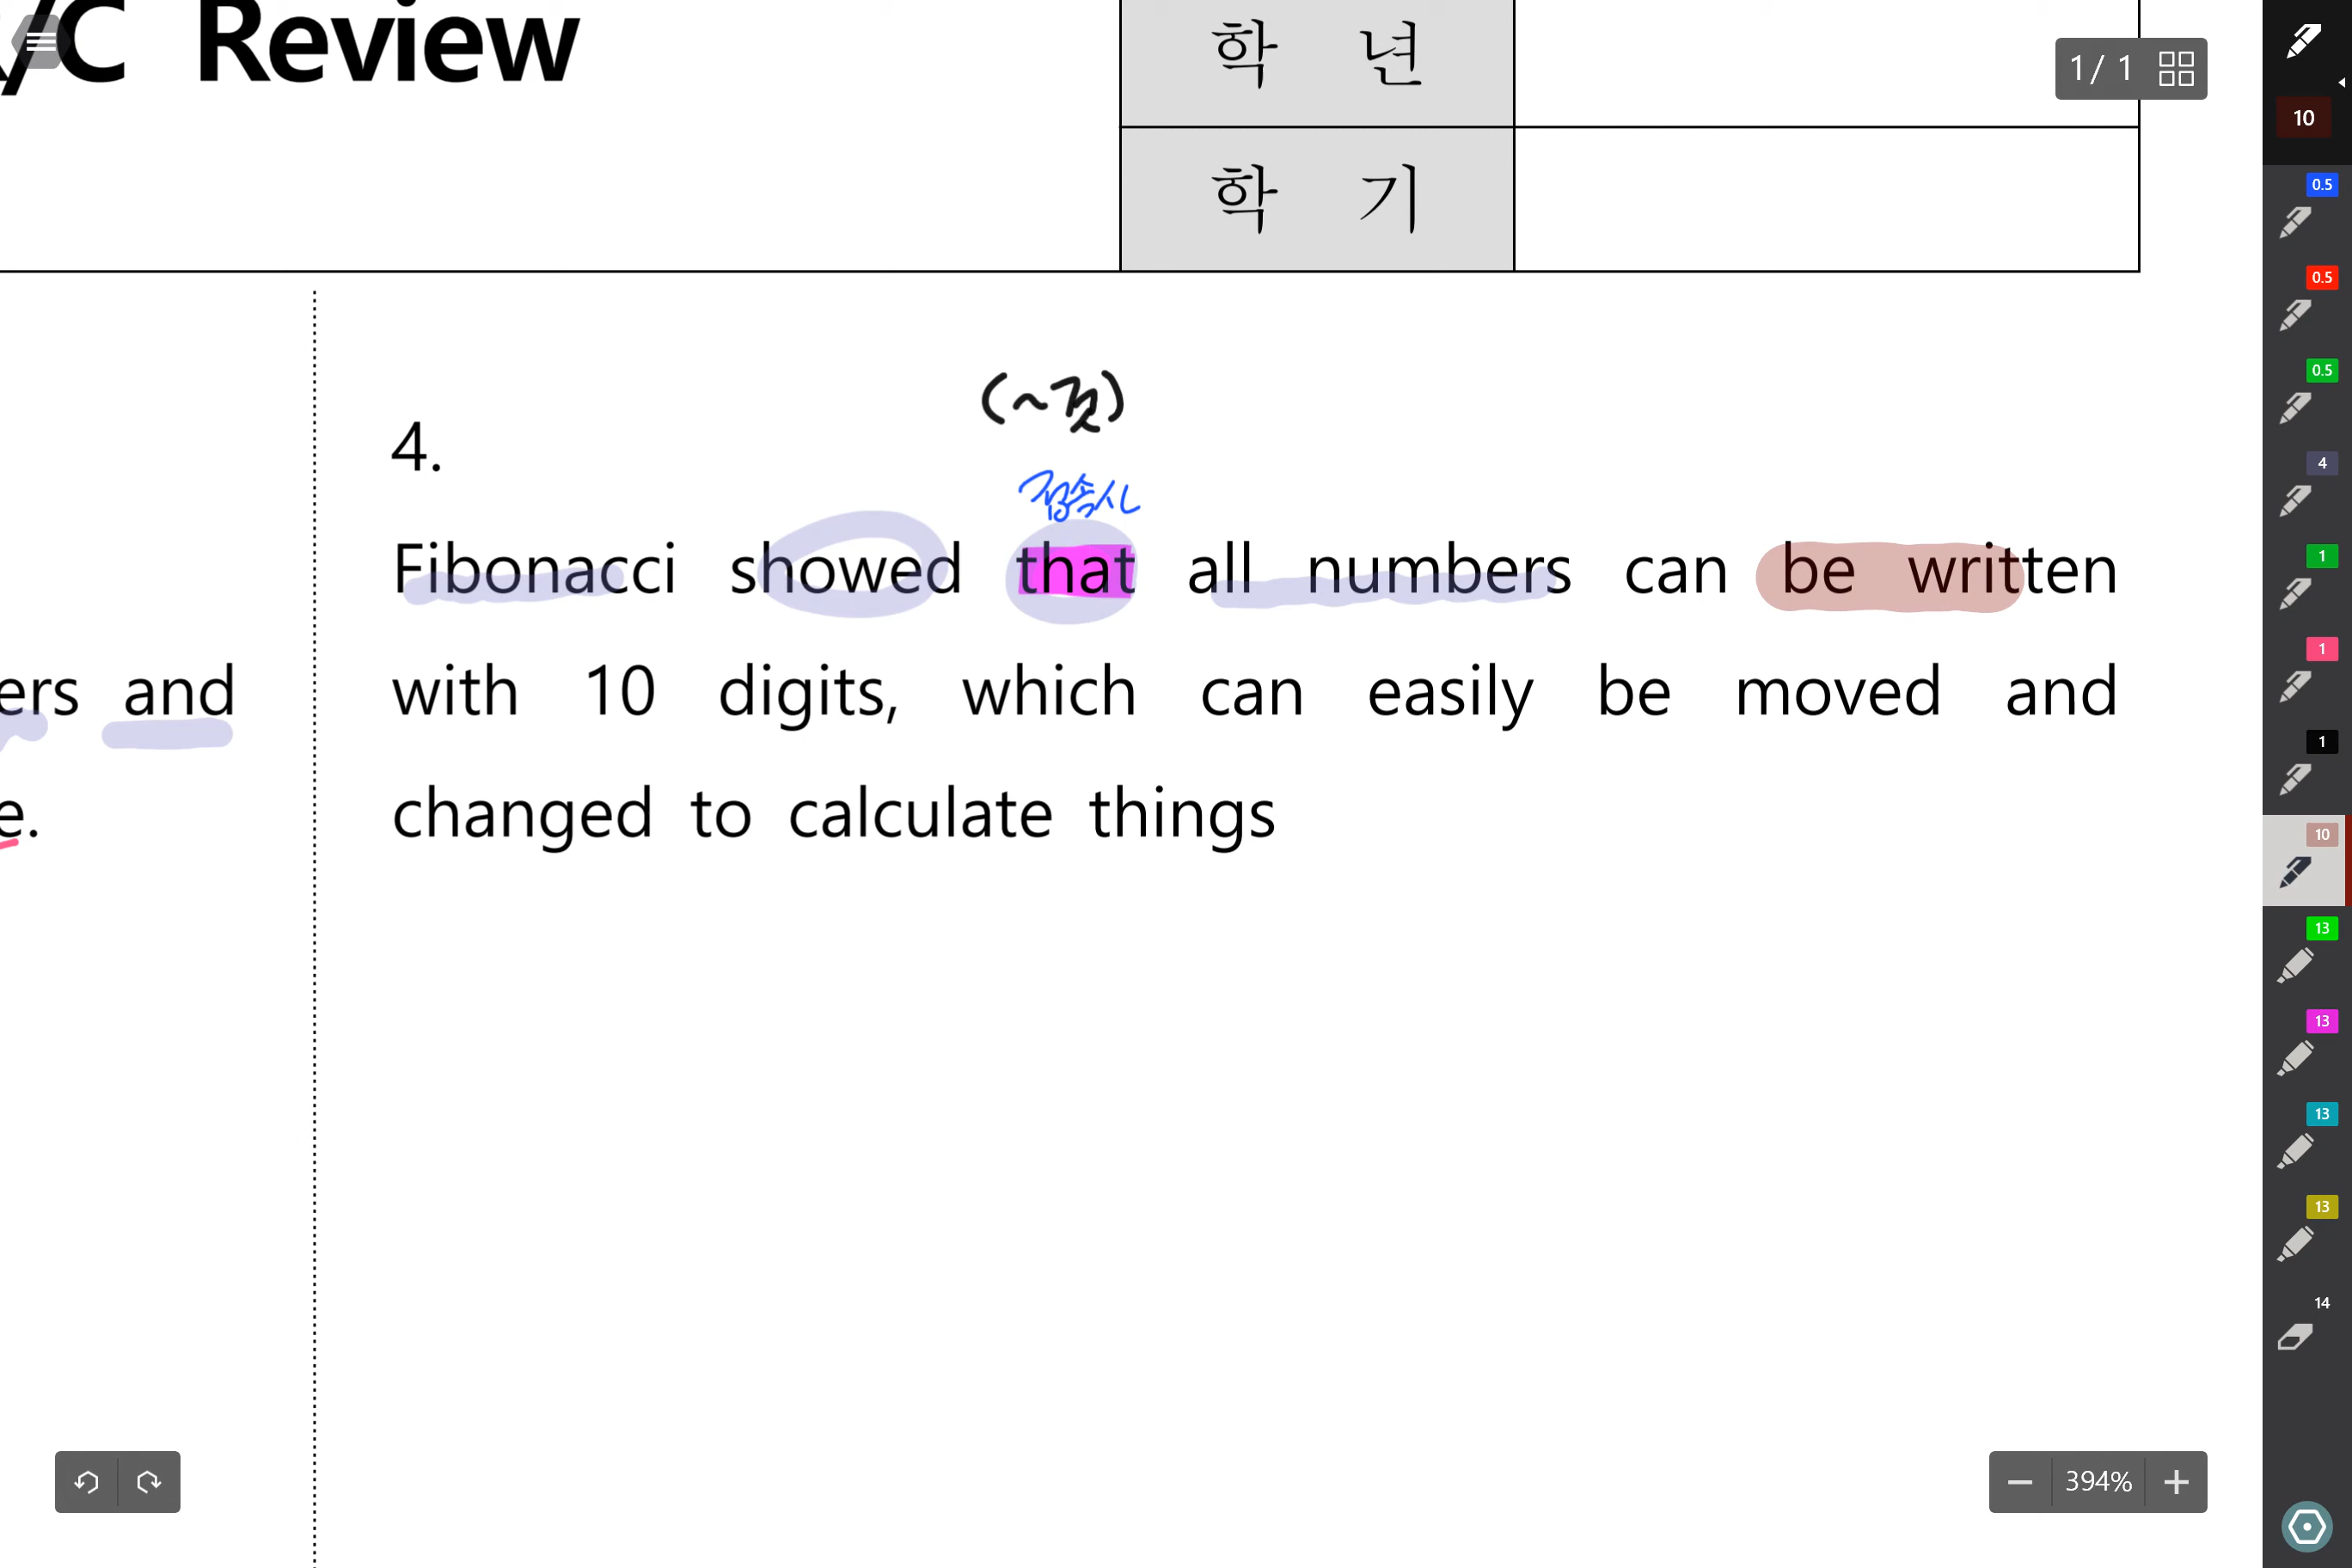 /C Review
학 년
학 기
1/ 1
10
0.5
0.5
0.5
4
1
1
1
10
13
13
13
13
14
(~것)
4.
접속사
Fibonacci showed that all numbers can be written
with 10 digits, which can easily be moved and
changed to calculate things
ers and
e.
394%